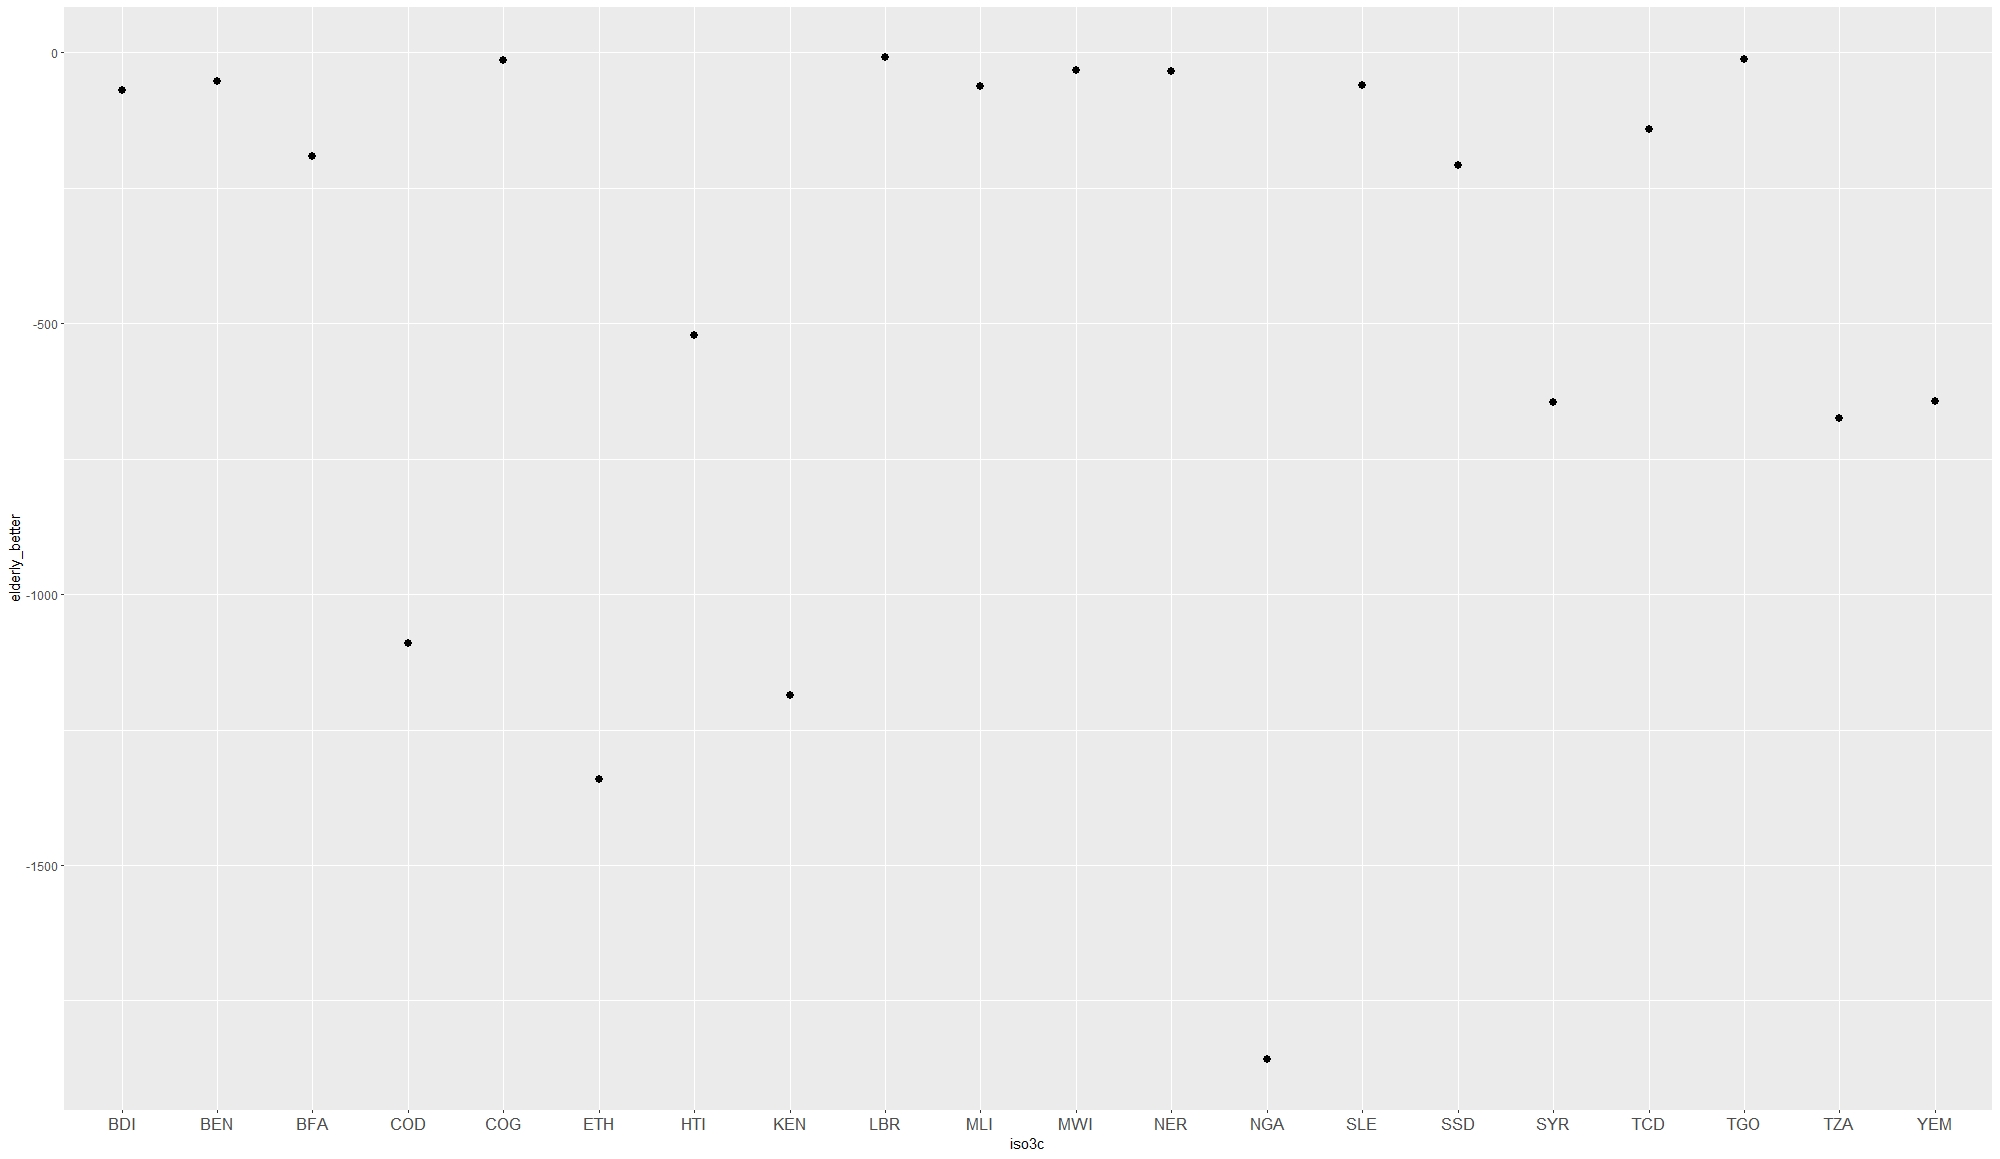 0
-500
-1000
-1500
elderly_better
BDI BEN BFA COD COG ETH HTI KEN LBR MLI MWI NER NGA SLE SSD SYR TCD TGO TZA YEM
iso3c